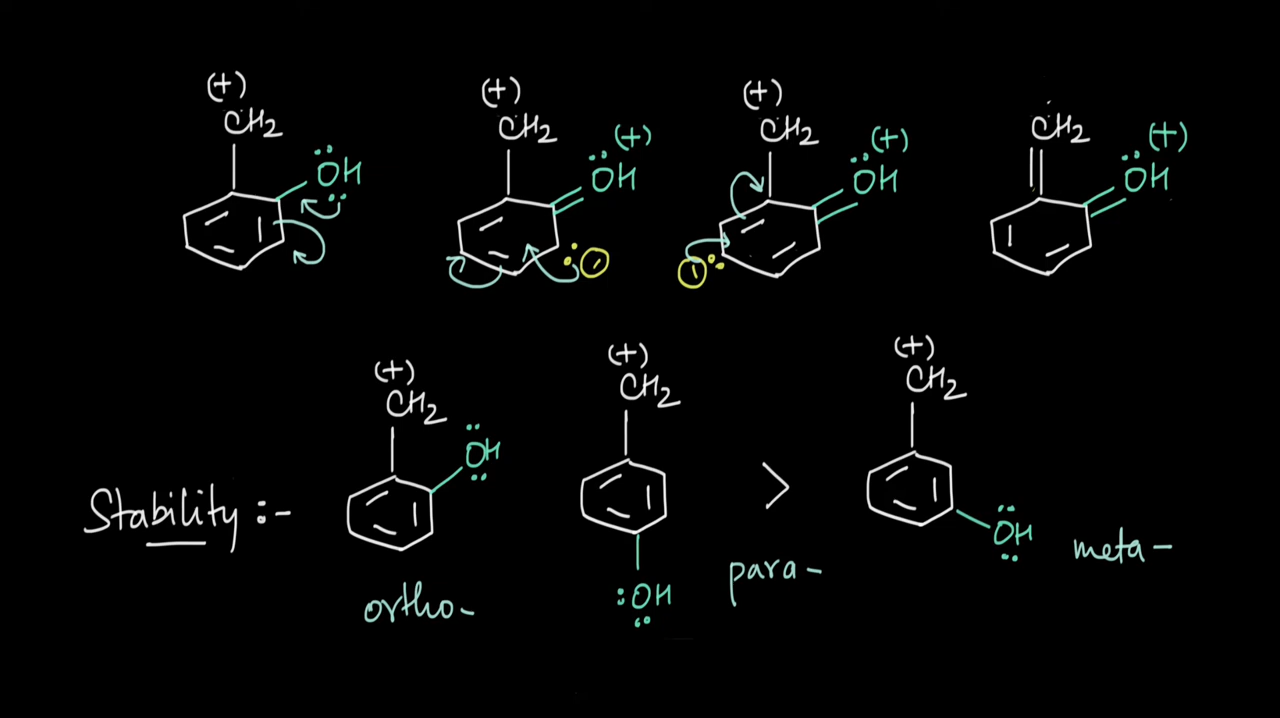 (+) (+) (+)
CH2 CH2 (+) CH2 (+) CH2 (+)
OH OH OH OH
(-) (-)
(+) (+) (+)
CH2 CH2 CH2
OH
Stability :- >
OH
:OH para - meta -
ortho -